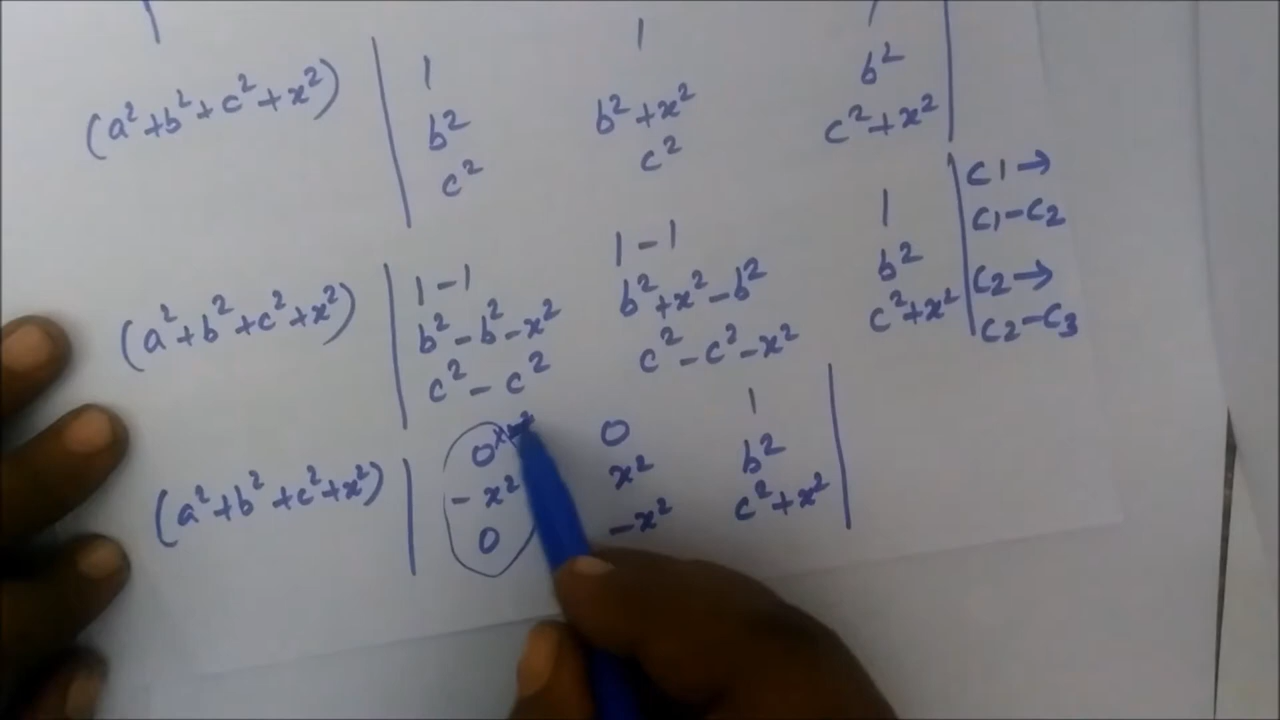 1 1 1
(a²+b²+c²+x²) | b² b²+x² b² |
c² c² c²+x²
1-1 1-1 1 C1→
(a²+b²+c²+x²) | b²-b²-x² b²+x²-b² b² | C1-C2
c²-c² c²-c²-x² c²+x² C2→
C2-C3
0 0 1
(a²+b²+c²+x²) | -x² x² b² |
0 -x² c²+x²